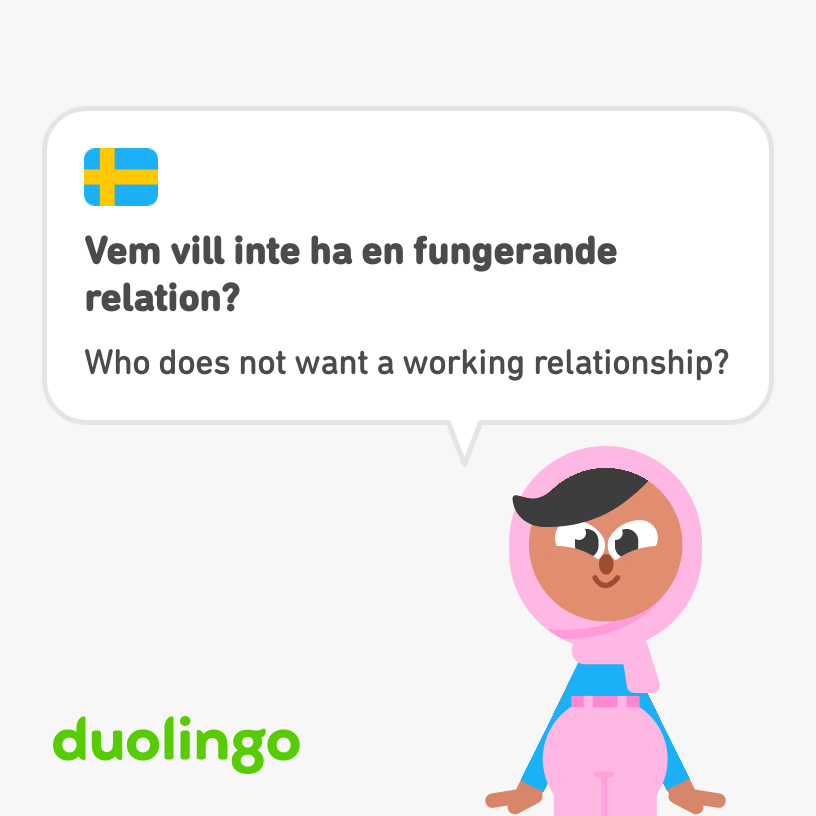 Vem vill inte ha en fungerande
relation?
Who does not want a working relationship?
duolingo